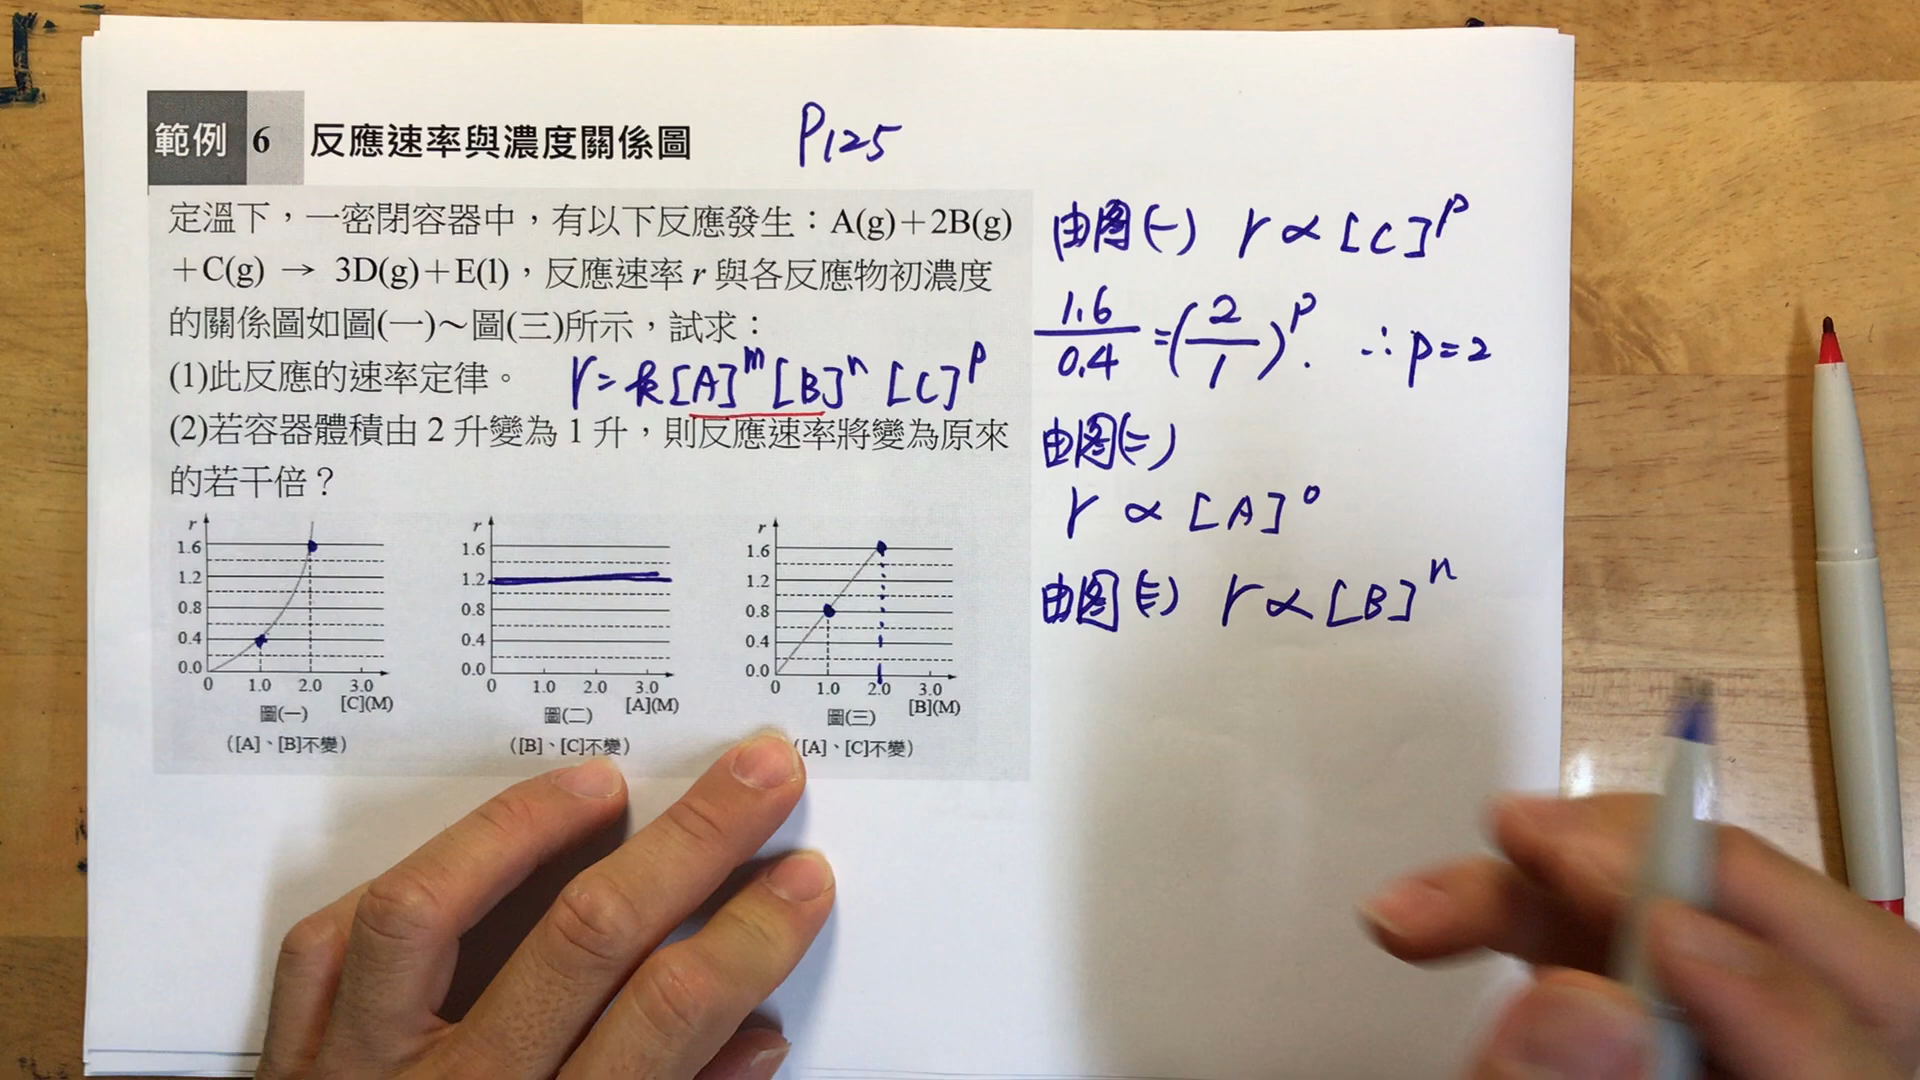 範例 6 反應速率與濃度關係圖
P125
定溫下，一密閉容器中，有以下反應發生：A(g)＋2B(g)
＋C(g) → 3D(g)＋E(l)，反應速率 r 與各反應物初濃度
的關係圖如圖(一)～圖(三)所示，試求：
(1)此反應的速率定律。
r=k[A]^m[B]^n[C]^p
(2)若容器體積由 2 升變為 1 升，則反應速率將變為原來
的若干倍？
r
1.6
1.2
0.8
0.4
0.0
0 1.0 2.0 3.0
[C](M)
圖(一)
([A]、[B]不變)
r
1.6
1.2
0.8
0.4
0.0
0 1.0 2.0 3.0
[A](M)
圖(二)
([B]、[C]不變)
r
1.6
1.2
0.8
0.4
0.0
0 1.0 2.0 3.0
[B](M)
圖(三)
([A]、[C]不變)
由图(一) r∝[C]^p
1.6/0.4=(2/1)^p. ∴p=2
由图(二)
r∝[A]^0
由图(三) r∝[B]^n